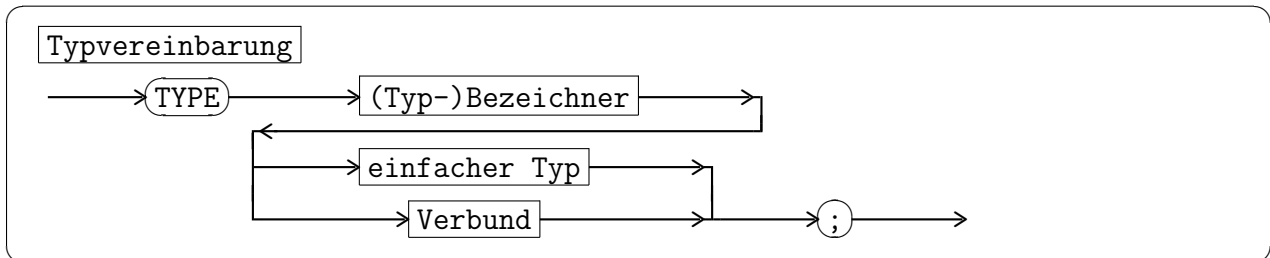 Typvereinbarung
TYPE (Typ-)Bezeichner
einfacher Typ
Verbund ;